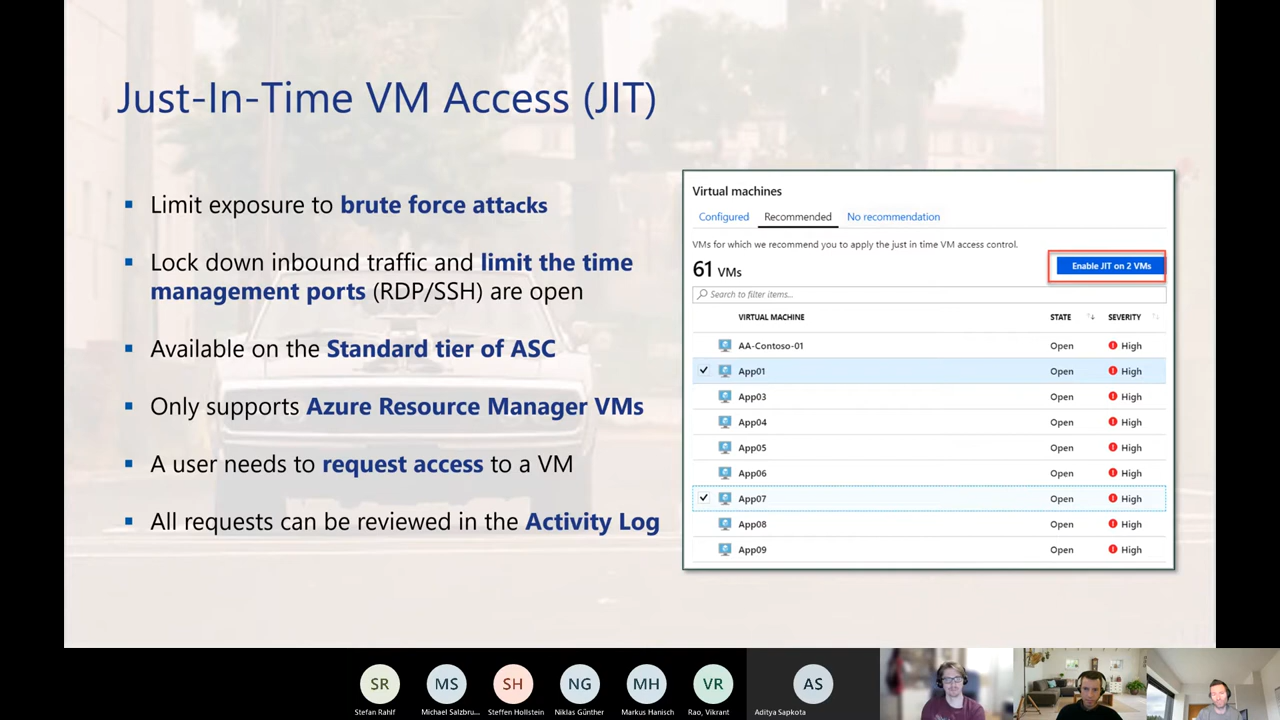 Just-In-Time VM Access (JIT)
Limit exposure to brute force attacks
Lock down inbound traffic and limit the time
management ports (RDP/SSH) are open
Available on the Standard tier of ASC
Only supports Azure Resource Manager VMs
A user needs to request access to a VM
All requests can be reviewed in the Activity Log
Virtual machines
Configured Recommended No recommendation
VMs for which we recommend you to apply the just in time VM access control.
61 VMs
Enable JIT on 2 VMs
Search to filter items...
VIRTUAL MACHINE STATE SEVERITY
AA-Contoso-01 Open High
App01 Open High
App03 Open High
App04 Open High
App05 Open High
App06 Open High
App07 Open High
App08 Open High
App09 Open High
SR MS SH NG MH VR AS
Stefan Rahlf Michael Salzbru... Steffen Hollstein Niklas Günther Markus Hanisch Rao, Vikrant Aditya Sapkota